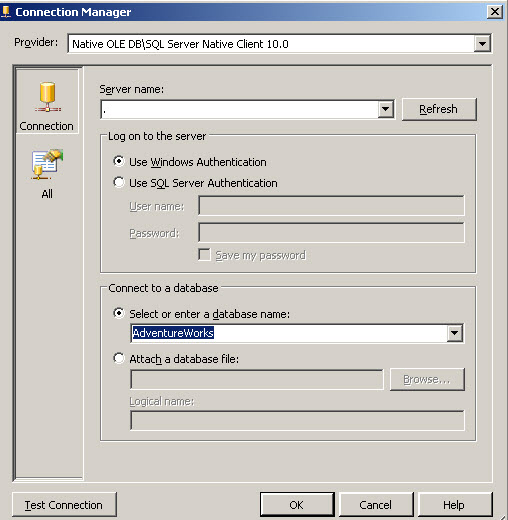 Connection Manager
Provider: Native OLE DB\SQL Server Native Client 10.0
Connection
All
Server name:
.
Refresh
Log on to the server
Use Windows Authentication
Use SQL Server Authentication
User name:
Password:
Save my password
Connect to a database
Select or enter a database name:
AdventureWorks
Attach a database file:
Browse...
Logical name:
Test Connection OK Cancel Help